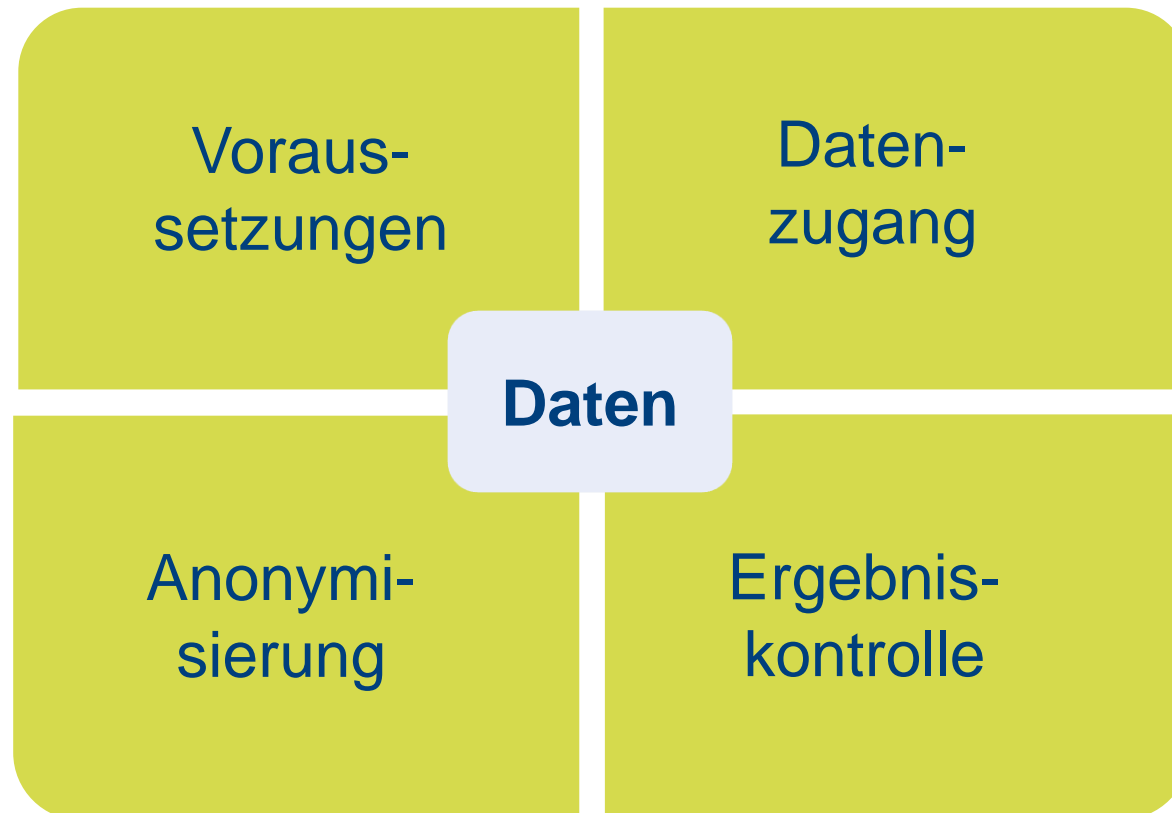 Voraus-
setzungen
Daten-
zugang
Daten
Anonymi-
sierung
Ergebnis-
kontrolle